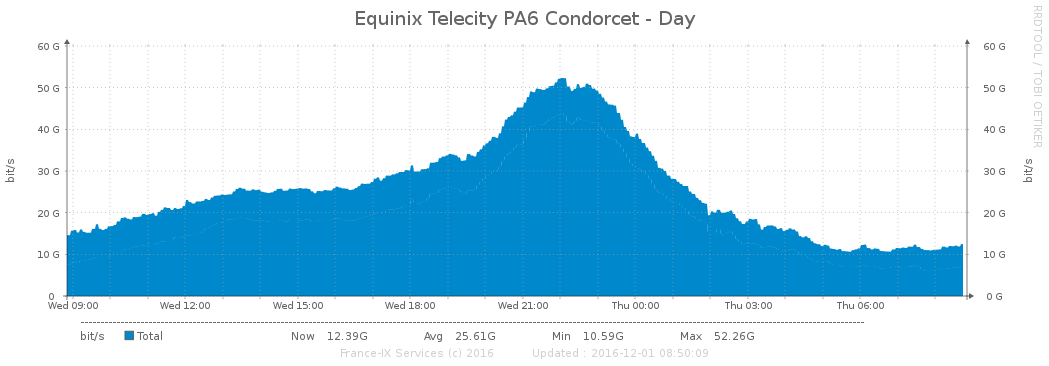 Equinix Telecity PA6 Condorcet - Day
RRDTOOL / TOBI OETIKER
60 G 60 G
50 G 50 G
40 G 40 G
30 G 30 G
20 G 20 G
10 G 10 G
0 0 G
bit/s
bit/s
Wed 09:00 Wed 12:00 Wed 15:00 Wed 18:00 Wed 21:00 Thu 00:00 Thu 03:00 Thu 06:00
bit/s Total Now 12.39G Avg 25.61G Min 10.59G Max 52.26G
France-IX Services (c) 2016 Updated : 2016-12-01 08:50:09